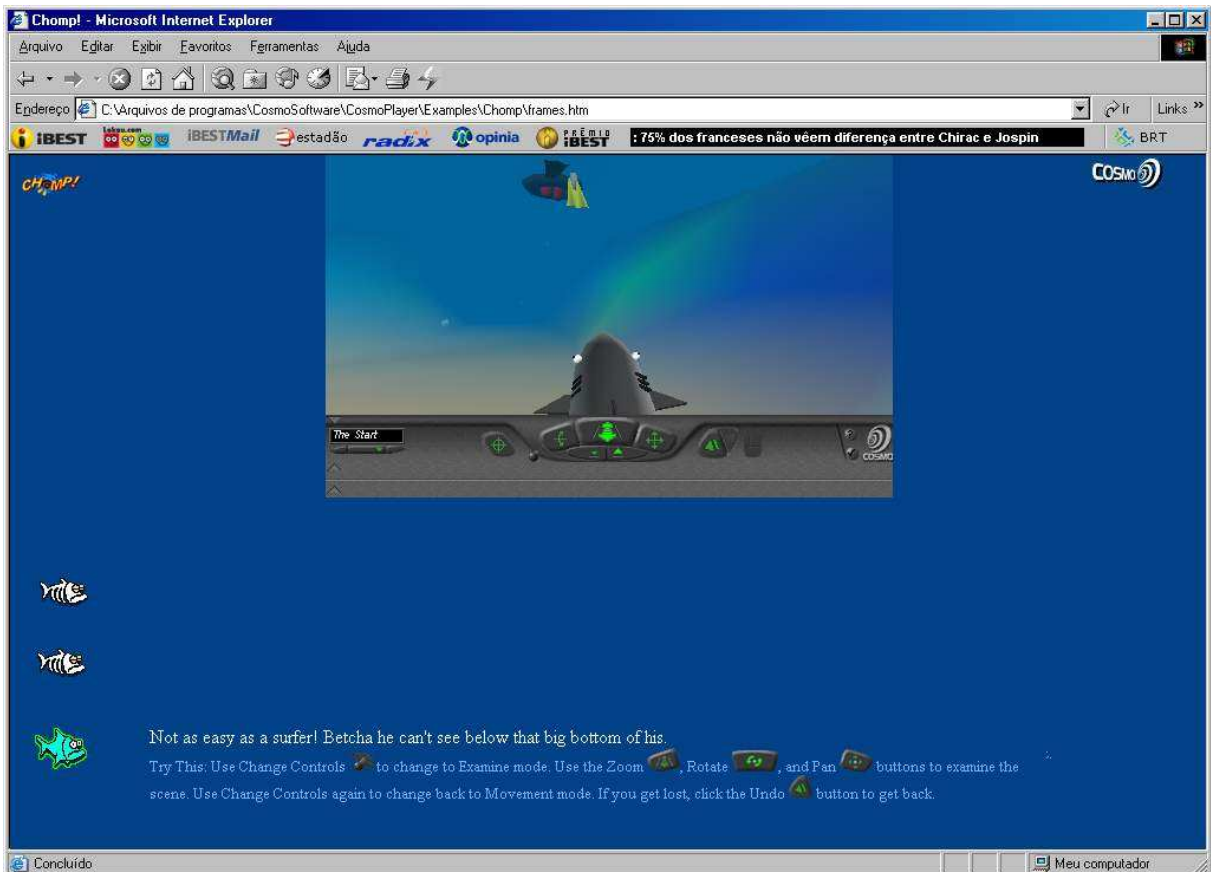 Chomp! - Microsoft Internet Explorer
Arquivo Editar Exibir Favoritos Ferramentas Ajuda
Endereço C:\Arquivos de programas\CosmoSoftware\CosmoPlayer\Examples\Chomp\frames.htm Ir Links »
iBEST iBESTMail estadão radix opinia PRÊMIO iBEST : 75% dos franceses não vêem diferença entre Chirac e Jospin BRT
CHOMP! COSMO
The Start
COSMO
Not as easy as a surfer! Betcha he can't see below that big bottom of his.
Try This: Use Change Controls to change to Examine mode. Use the Zoom , Rotate , and Pan buttons to examine the
scene. Use Change Controls again to change back to Movement mode. If you get lost, click the Undo button to get back.
Concluído Meu computador